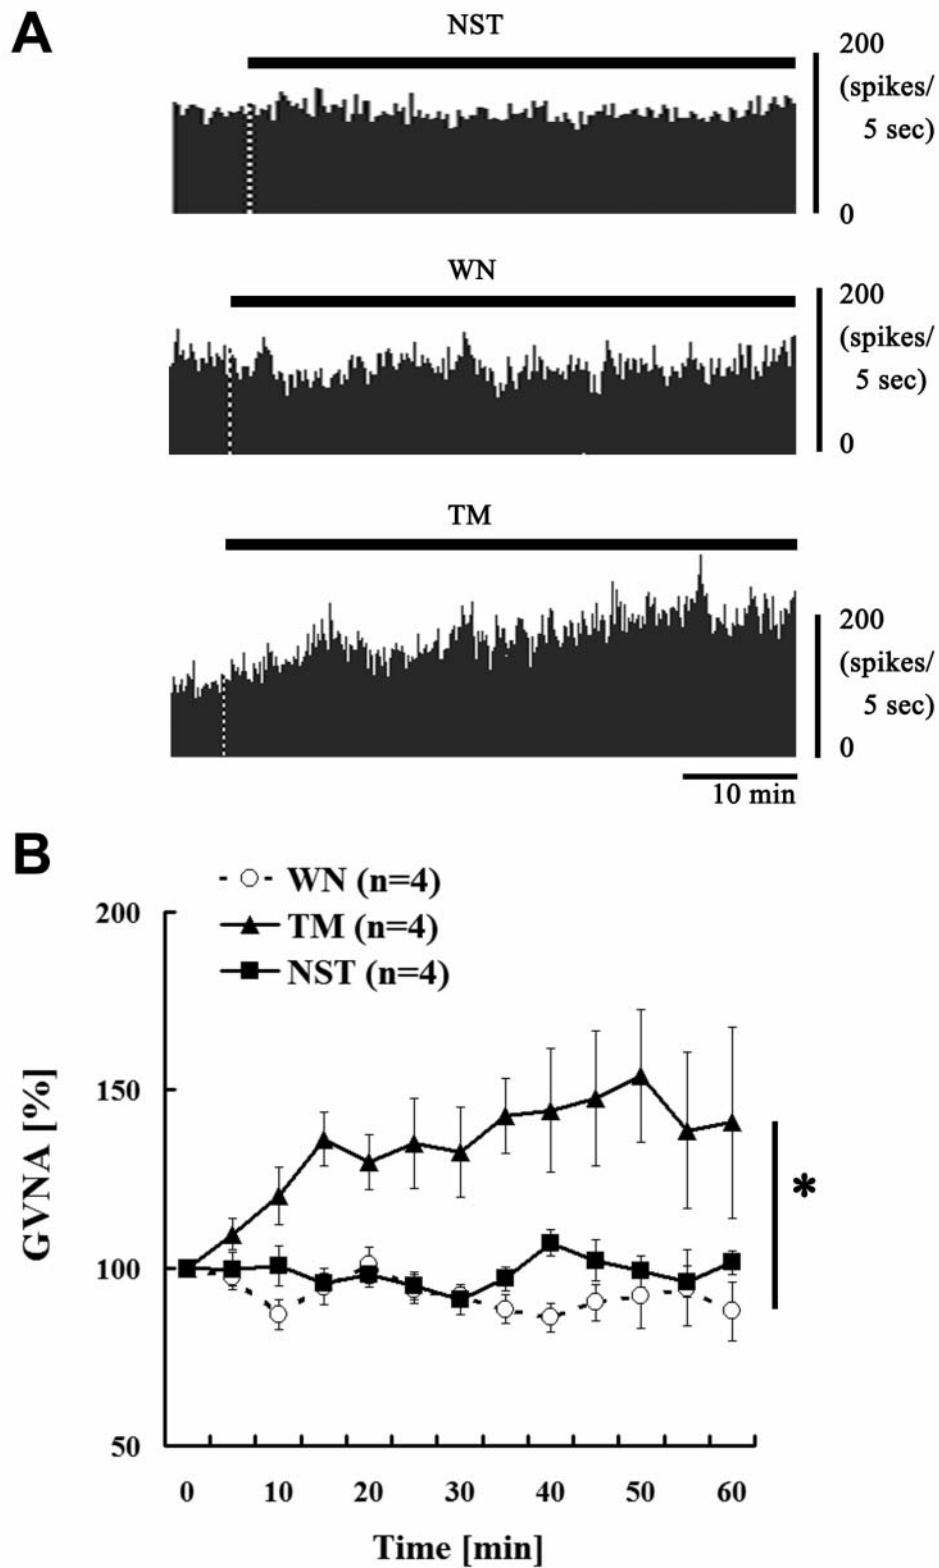 A
NST
200
(spikes/
5 sec)
0
WN
200
(spikes/
5 sec)
0
TM
200
(spikes/
5 sec)
0
10 min
B
WN (n=4)
TM (n=4)
NST (n=4)
200
150
100
50
GVNA [%]
*
0 10 20 30 40 50 60
Time [min]